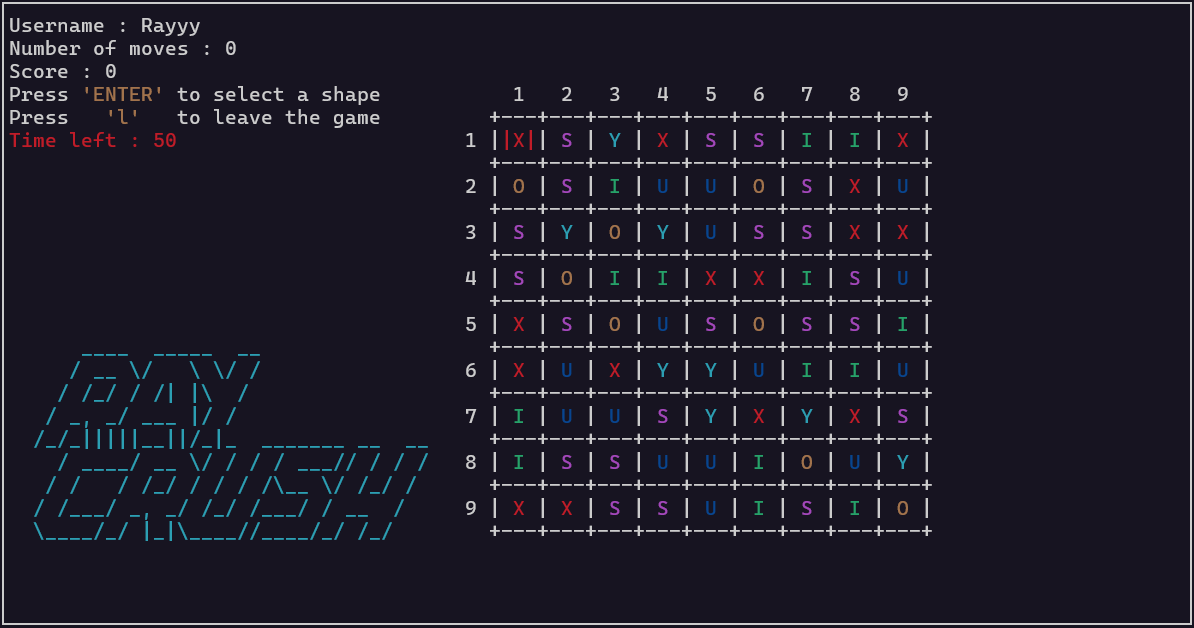 Username : Rayyy
Number of moves : 0
Score : 0
Press 'ENTER' to select a shape
Press 'l' to leave the game
Time left : 50
1 2 3 4 5 6 7 8 9
1 ||X|| S | Y | X | S | S | I | I | X |
2 | O | S | I | U | U | O | S | X | U |
3 | S | Y | O | Y | U | S | S | X | X |
4 | S | O | I | I | X | X | I | S | U |
5 | X | S | O | U | S | O | S | S | I |
6 | X | U | X | Y | Y | U | I | I | U |
7 | I | U | U | S | Y | X | Y | X | S |
8 | I | S | S | U | U | I | O | U | Y |
9 | X | X | S | S | U | I | S | I | O |
RAY
CRUSH